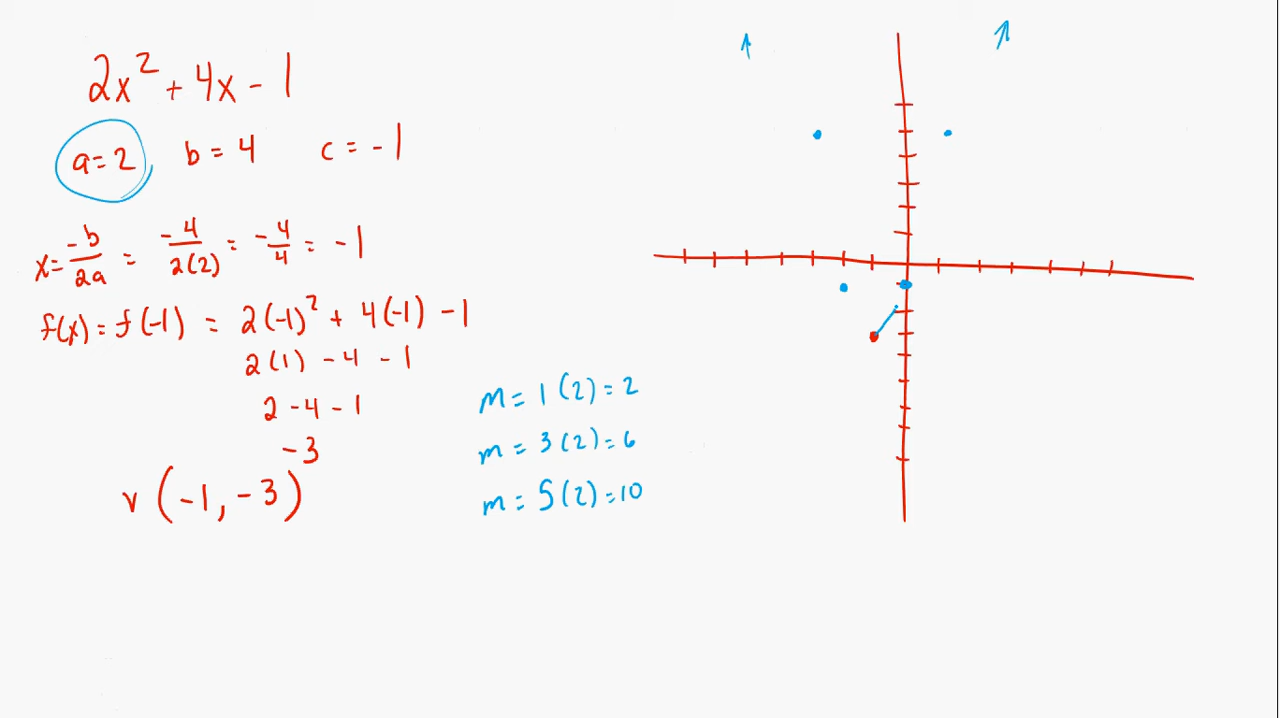 2x² + 4x - 1
a = 2 b = 4 c = -1
x = -b/2a = -4/2(2) = -4/4 = -1
f(x) = f(-1) = 2(-1)² + 4(-1) - 1
2(1) - 4 - 1
2 - 4 - 1
-3
v (-1, -3)
m = 1(2) = 2
m = 3(2) = 6
m = 5(2) = 10